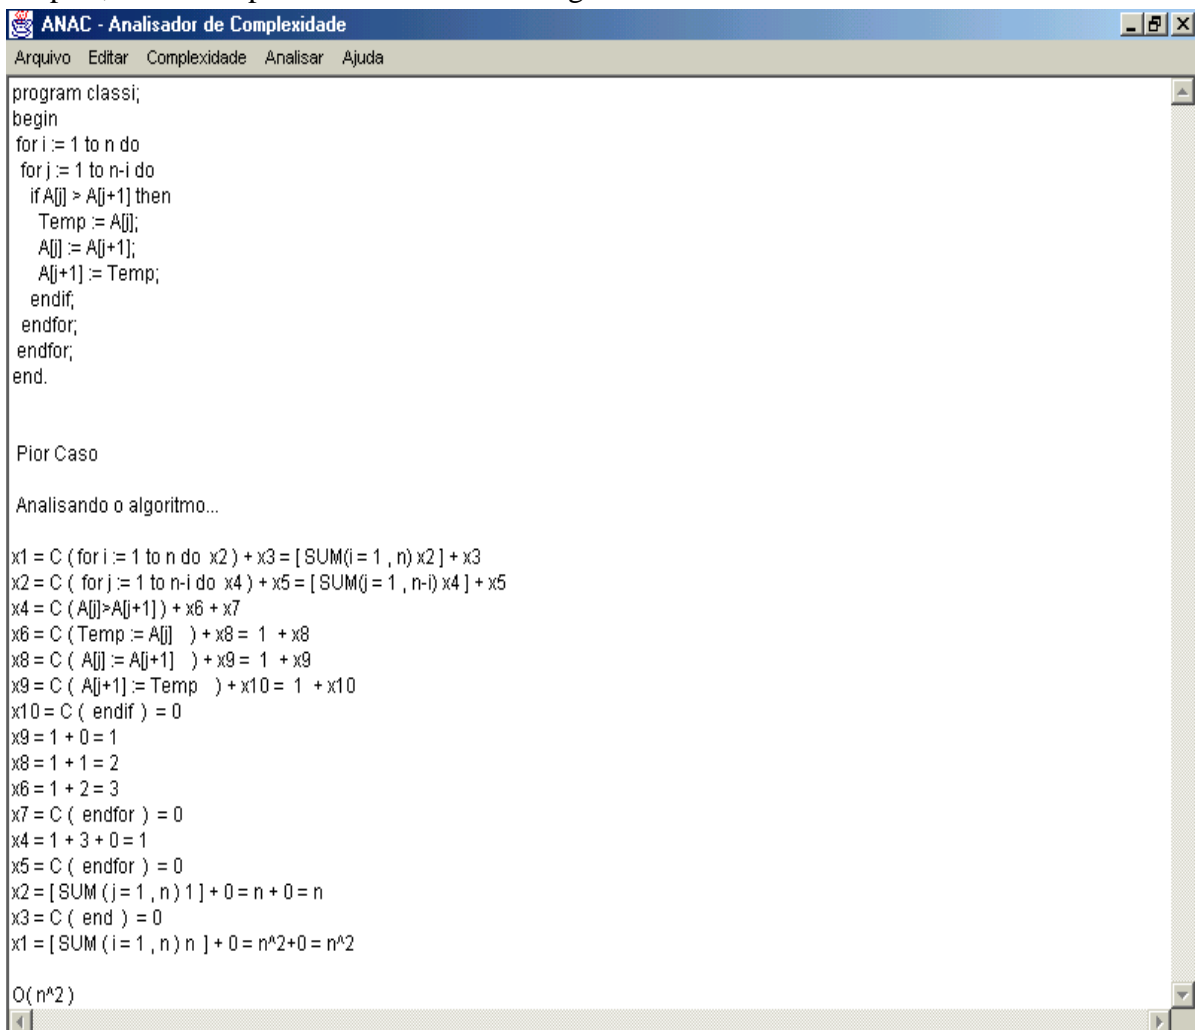 ANAC - Analisador de Complexidade
Arquivo Editar Complexidade Analisar Ajuda
program classi;
begin
for i := 1 to n do
for j := 1 to n-i do
if A[j] > A[j+1] then
Temp := A[j];
A[j] := A[j+1];
A[j+1] := Temp;
endif;
endfor;
endfor;
end.
Pior Caso
Analisando o algoritmo...
x1 = C ( for i := 1 to n do x2 ) + x3 = [ SUM(i = 1 , n) x2 ] + x3
x2 = C ( for j := 1 to n-i do x4 ) + x5 = [ SUM(j = 1 , n-i) x4 ] + x5
x4 = C ( A[j]>A[j+1] ) + x6 + x7
x6 = C ( Temp := A[j] ) + x8 = 1 + x8
x8 = C ( A[j] := A[j+1] ) + x9 = 1 + x9
x9 = C ( A[j+1] := Temp ) + x10 = 1 + x10
x10 = C ( endif ) = 0
x9 = 1 + 0 = 1
x8 = 1 + 1 = 2
x6 = 1 + 2 = 3
x7 = C ( endfor ) = 0
x4 = 1 + 3 + 0 = 1
x5 = C ( endfor ) = 0
x2 = [ SUM ( j = 1 , n ) 1 ] + 0 = n + 0 = n
x3 = C ( end ) = 0
x1 = [ SUM ( i = 1 , n ) n ] + 0 = n^2+0 = n^2
O( n^2 )